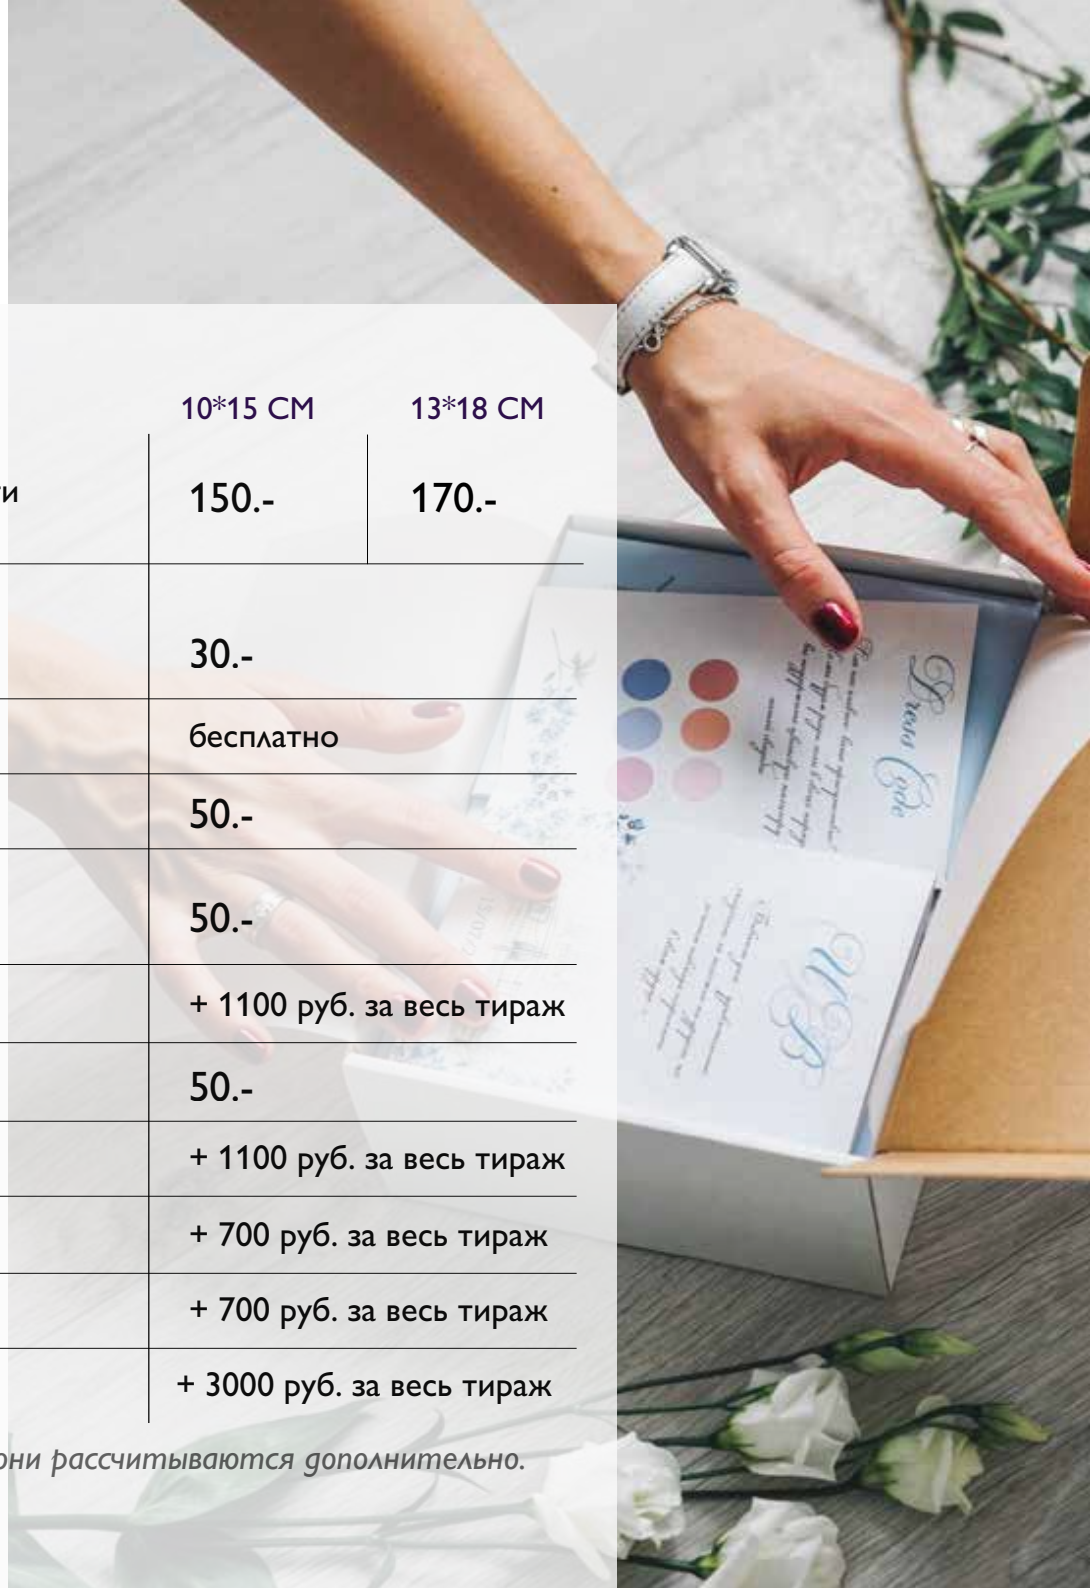 10*15 СМ 13*18 СМ
150.- 170.-
30.-
бесплатно
50.-
50.-
+ 1100 руб. за весь тираж
50.-
+ 1100 руб. за весь тираж
+ 700 руб. за весь тираж
+ 700 руб. за весь тираж
+ 3000 руб. за весь тираж
они рассчитываются дополнительно.
Dress Code